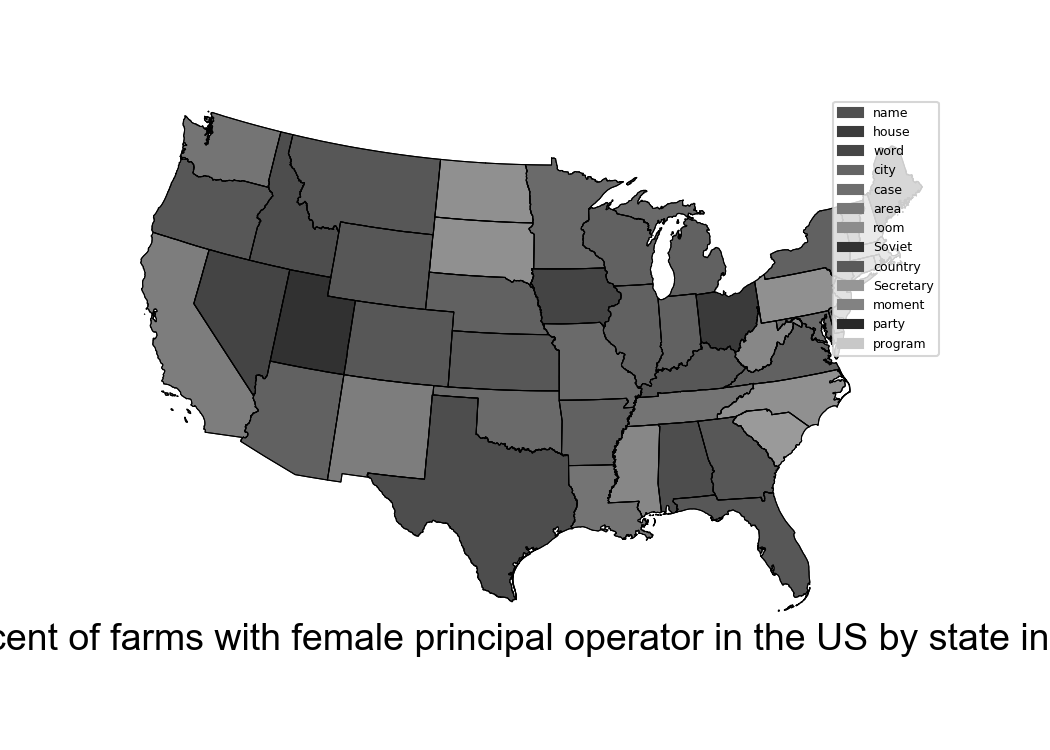 name
house
word
city
case
area
room
Soviet
country
Secretary
moment
party
program
cent of farms with female principal operator in the US by state in